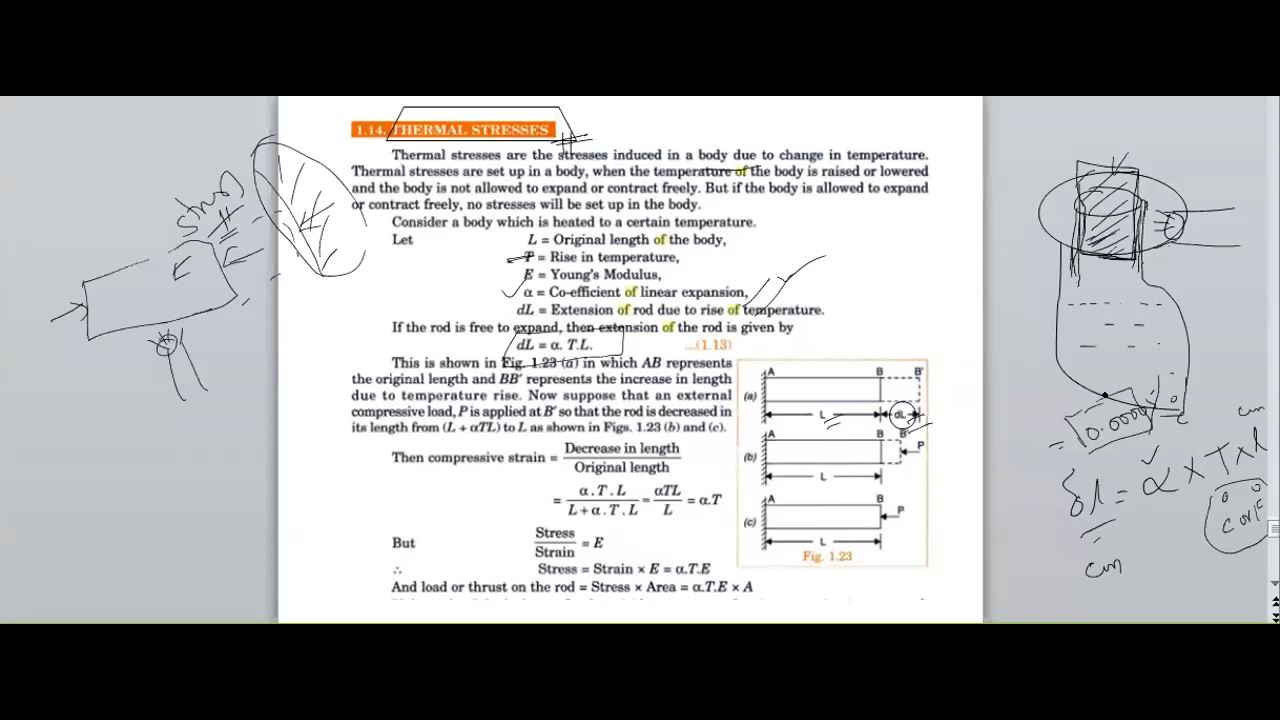 1.14. THERMAL STRESSES
Thermal stresses are the stresses induced in a body due to change in temperature.
Thermal stresses are set up in a body, when the temperature of the body is raised or lowered
and the body is not allowed to expand or contract freely. But if the body is allowed to expand
or contract freely, no stresses will be set up in the body.
Consider a body which is heated to a certain temperature.
Let L = Original length of the body,
T = Rise in temperature,
E = Young's Modulus,
α = Co-efficient of linear expansion,
dL = Extension of rod due to rise of temperature.
If the rod is free to expand, then extension of the rod is given by
dL = α. T.L. ...(1.13)
This is shown in Fig. 1.23 (a) in which AB represents
the original length and BB′ represents the increase in length
due to temperature rise. Now suppose that an external
compressive load, P is applied at B′ so that the rod is decreased in
its length from (L + αTL) to L as shown in Figs. 1.23 (b) and (c).
Then compressive strain = Decrease in length / Original length
= α . T . L / L + α . T . L = αTL / L = α.T
But Stress / Strain = E
∴ Stress = Strain × E = α.T.E
And load or thrust on the rod = Stress × Area = α.T.E × A
A B B′
(a)
L dL
A B B′
(b) P
L
A B
(c) P
L
Fig. 1.23
δl = α × T × l
cm
cm